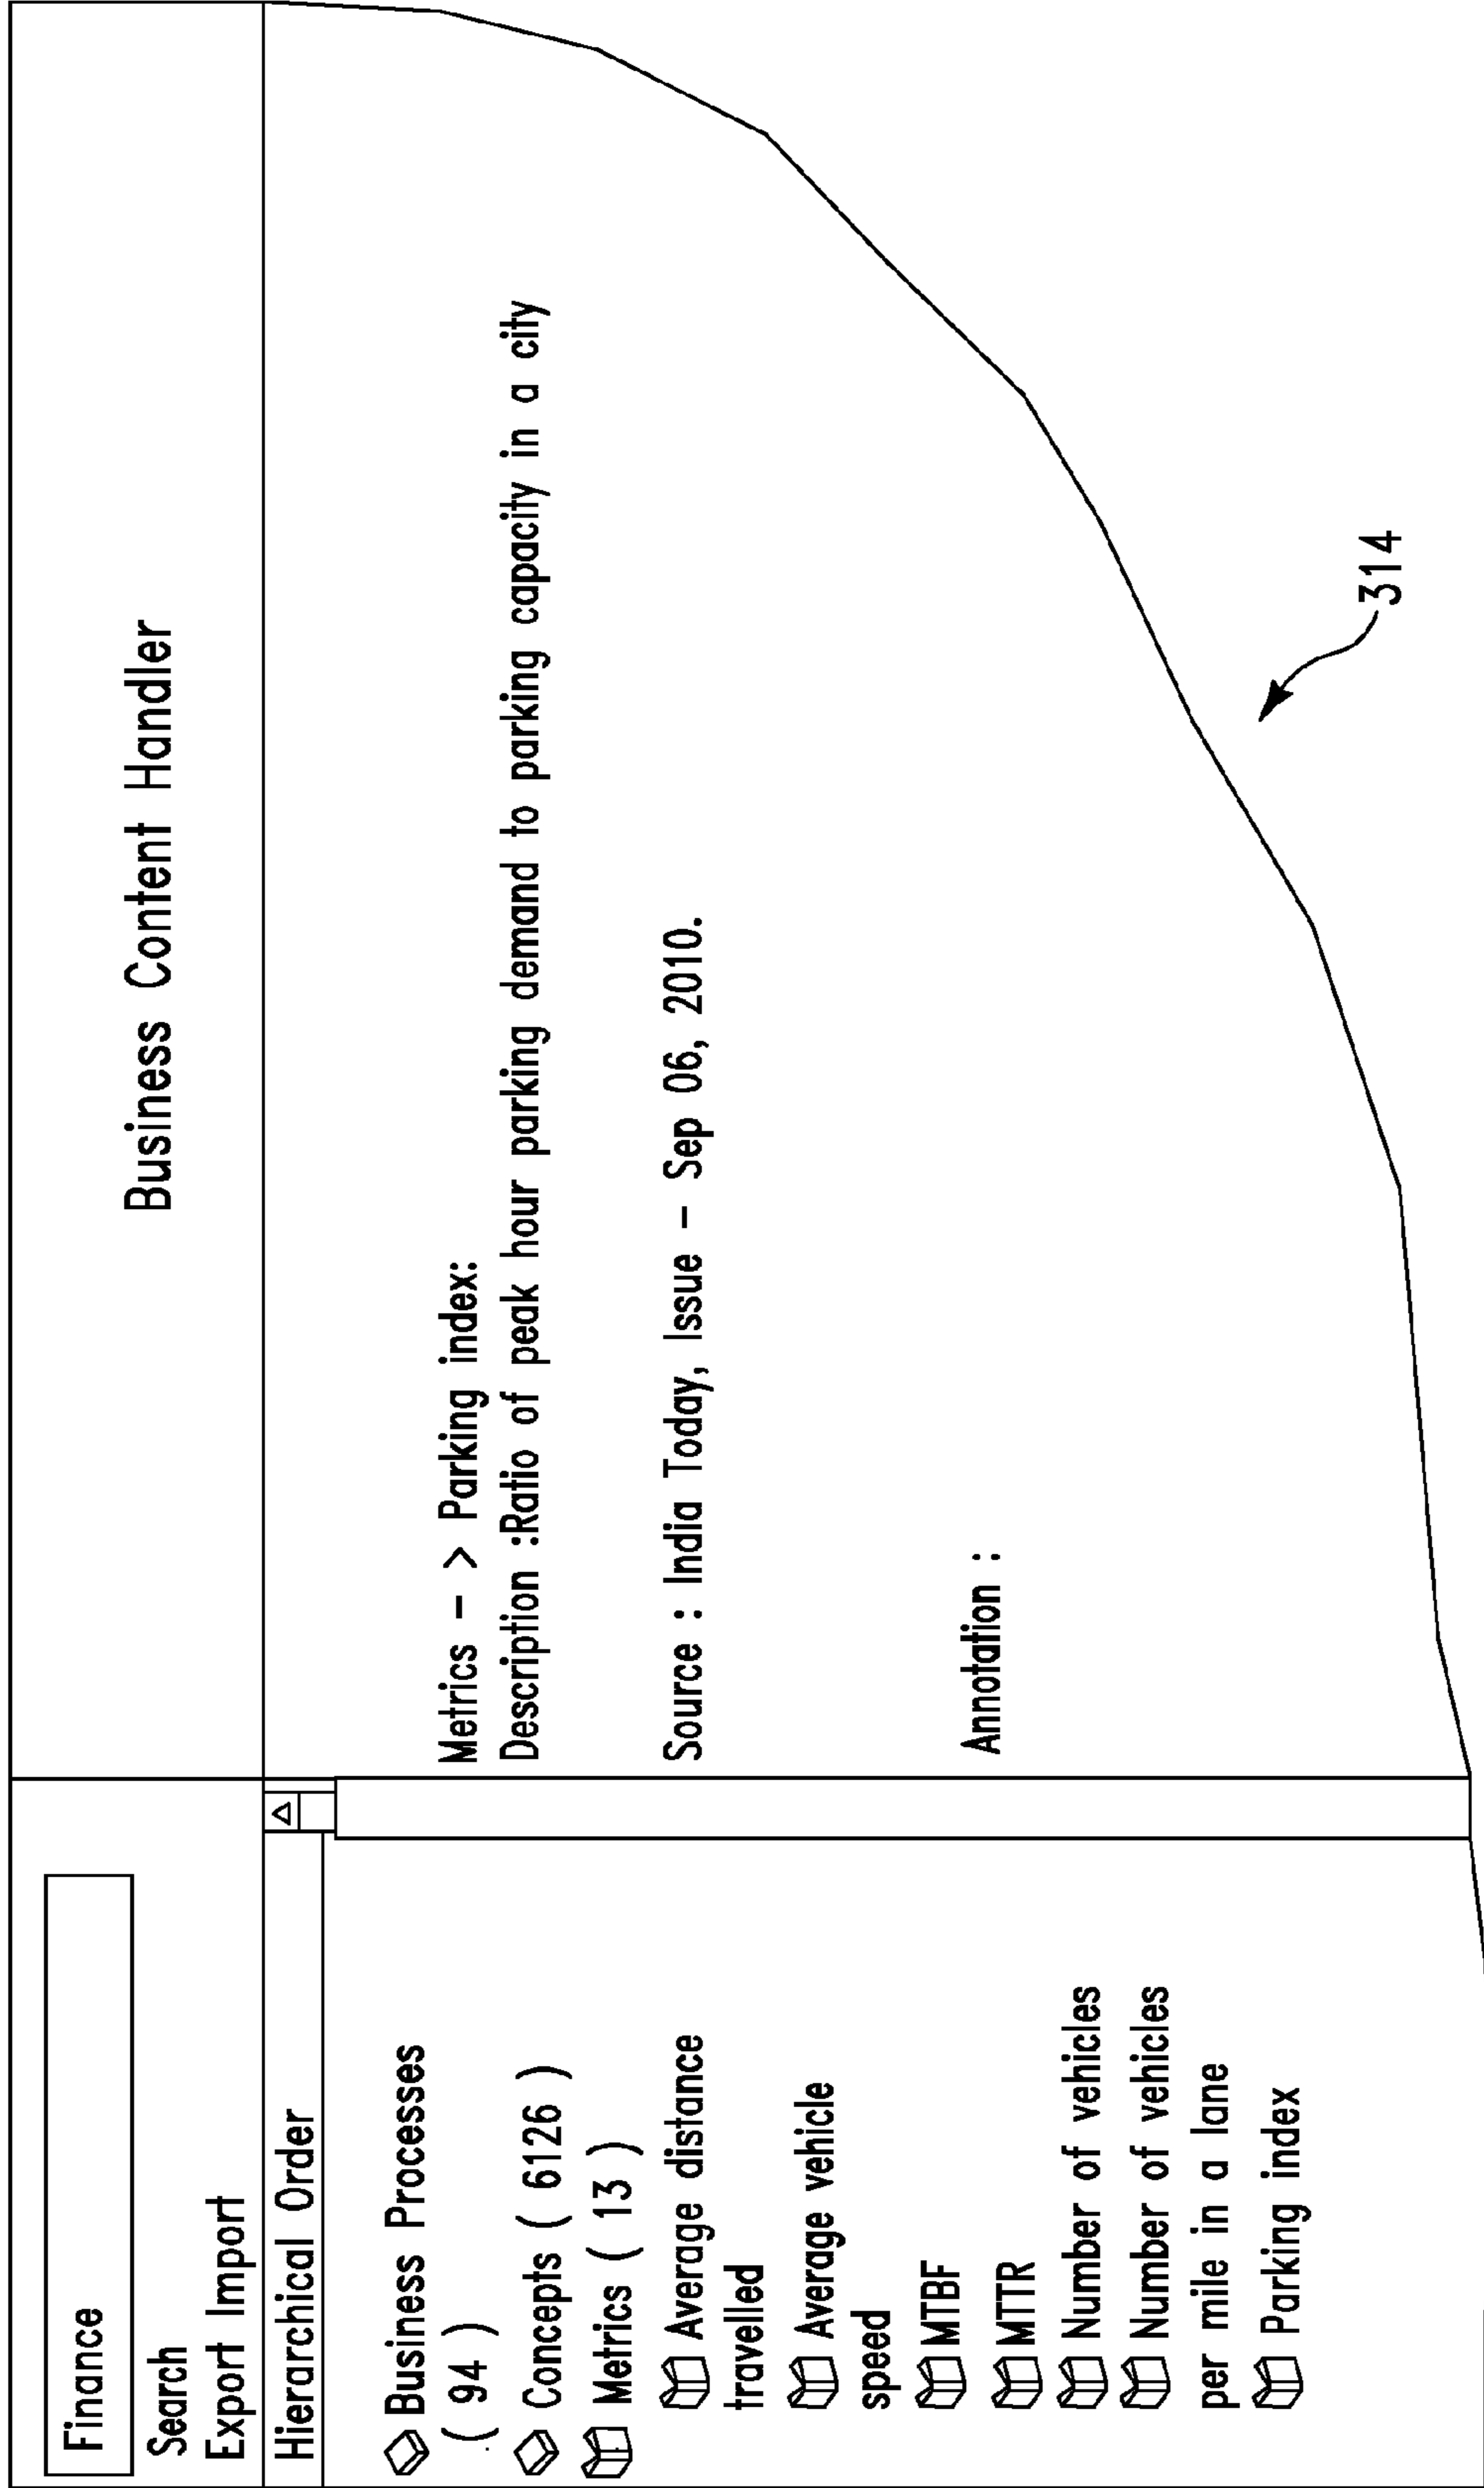 Finance
Search
Export Import
Hierarchical Order
Business Processes
( 94 )
Concepts ( 6126 )
Metrics ( 13 )
Average distance
travelled
Average vehicle
speed
MTBF
MTTR
Number of vehicles
Number of vehicles
per mile in a lane
Parking index
Business Content Handler
Metrics - > Parking index:
Description :Ratio of peak hour parking demand to parking capacity in a city
Source : India Today, Issue - Sep 06, 2010.
Annotation :
314